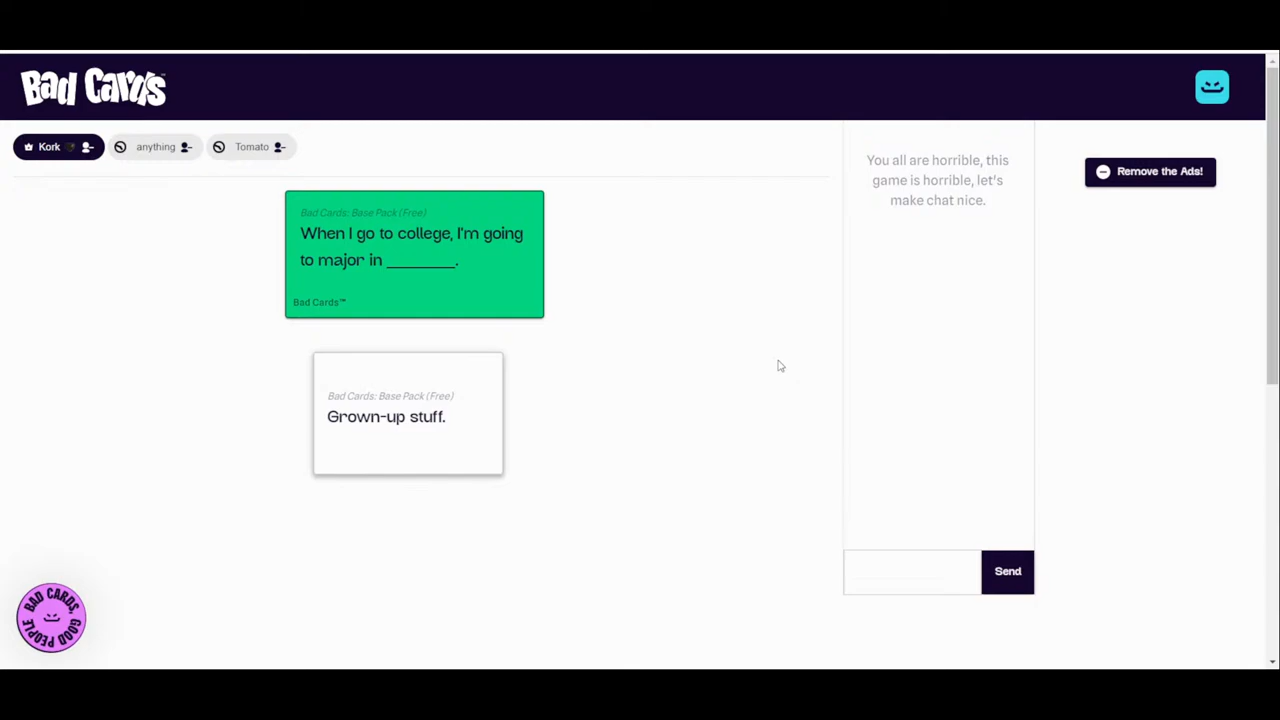 Bad Cards™
Kork
anything
Tomato
Bad Cards: Base Pack (Free)
When I go to college, I'm going
to major in ________.
Bad Cards™
Bad Cards: Base Pack (Free)
Grown-up stuff.
You all are horrible, this
game is horrible, let's
make chat nice.
Send
Remove the Ads!
BAD CARDS,
GOOD PEOPLE